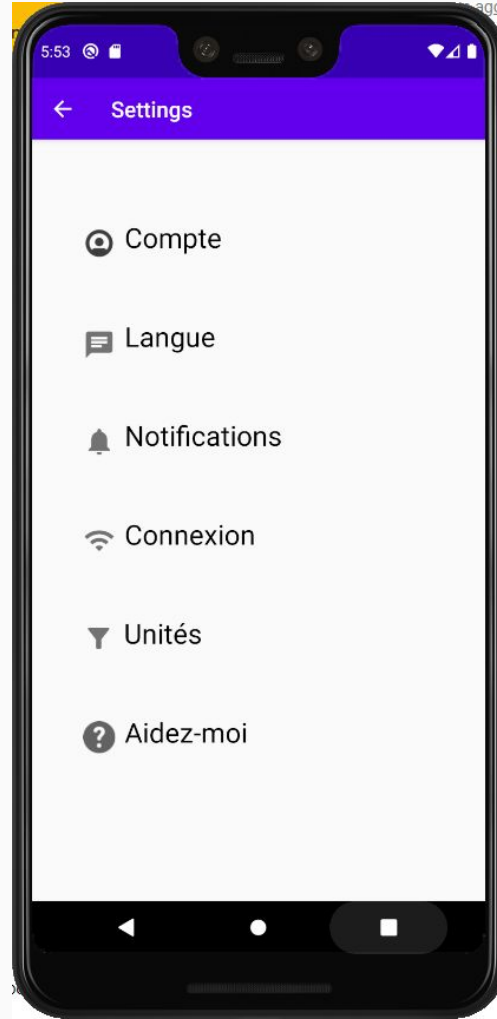 5:53
Settings
Compte
Langue
Notifications
Connexion
Unités
Aidez-moi